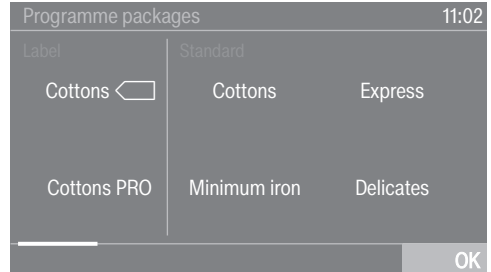 Programme packages 11:02
Label Standard
Cottons Cottons Express
Cottons PRO Minimum iron Delicates
OK